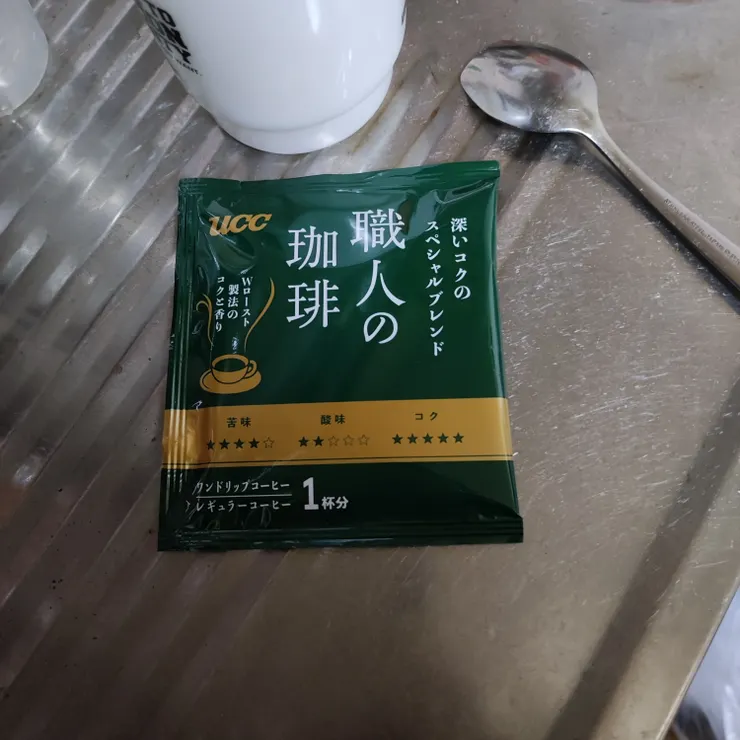 UCC
深いコクの
スペシャルブレンド
職人の
珈琲
Wロースト
製法の
コクと香り
苦味
★★★★☆
酸味
★★☆☆☆
コク
★★★★★
ワンドリップコーヒー
レギュラーコーヒー
1杯分